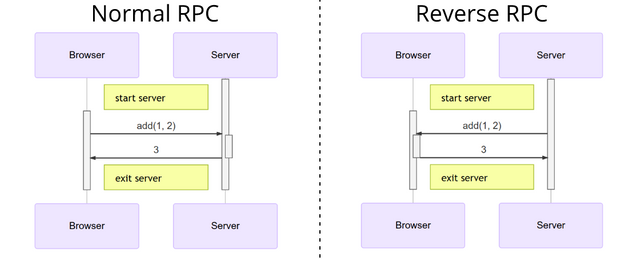 Normal RPC
Browser
Server
start server
add(1, 2)
3
exit server
Browser
Server
Reverse RPC
Browser
Server
start server
add(1, 2)
3
exit server
Browser
Server